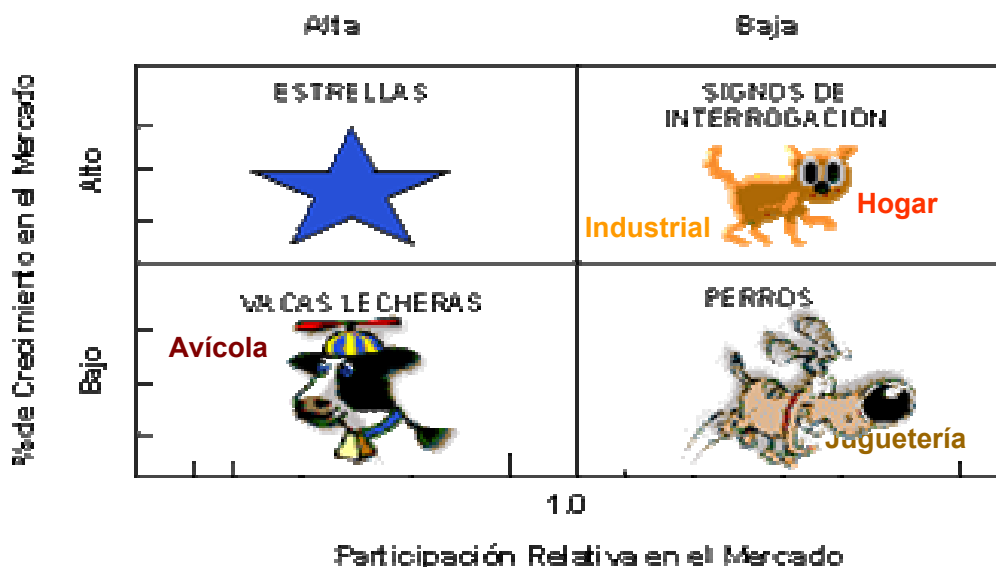 Alta
Baja
ESTRELLAS
SIGNOS DE
INTERROGACION
Industrial
Hogar
VACAS LECHERAS
Avícola
PERROS
Juguetería
% de Crecimiento en el Mercado
Alto
Bajo
1.0
Participación Relativa en el Mercado